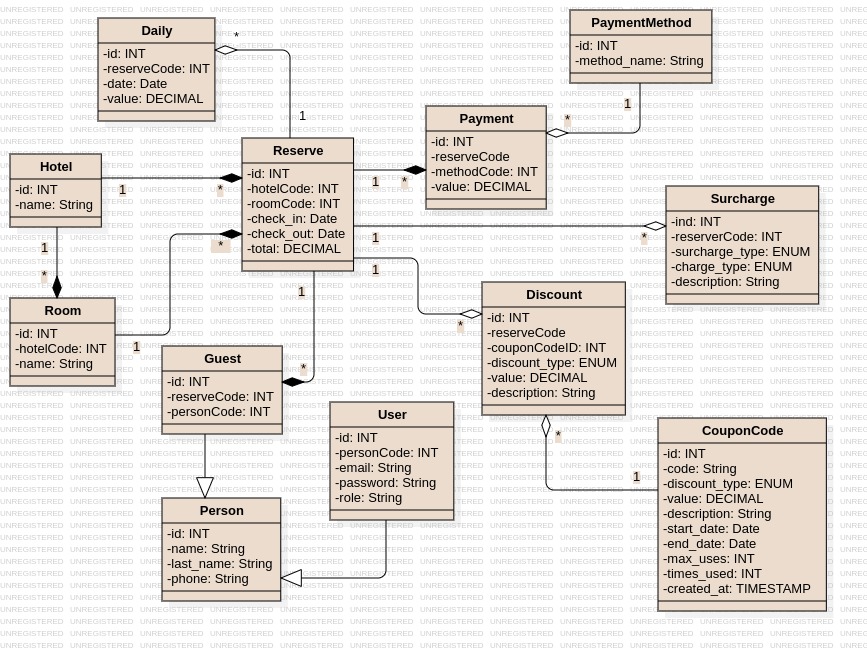 Daily
-id: INT
-reserveCode: INT
-date: Date
-value: DECIMAL
*
1
PaymentMethod
-id: INT
-method_name: String
1
*
Payment
-id: INT
-reserveCode
-methodCode: INT
-value: DECIMAL
Reserve
-id: INT
-hotelCode: INT
-roomCode: INT
-check_in: Date
-check_out: Date
-total: DECIMAL
1
*
Hotel
-id: INT
-name: String
1
*
1
*
*
1
Room
-id: INT
-hotelCode: INT
-name: String
Surcharge
-ind: INT
-reserverCode: INT
-surcharge_type: ENUM
-charge_type: ENUM
-description: String
1
*
1
*
Discount
-id: INT
-reserveCode
-couponCodeID: INT
-discount_type: ENUM
-value: DECIMAL
-description: String
1
*
Guest
-id: INT
-reserveCode: INT
-personCode: INT
User
-id: INT
-personCode: INT
-email: String
-password: String
-role: String
*
1
CouponCode
-id: INT
-code: String
-discount_type: ENUM
-value: DECIMAL
-description: String
-start_date: Date
-end_date: Date
-max_uses: INT
-times_used: INT
-created_at: TIMESTAMP
Person
-id: INT
-name: String
-last_name: String
-phone: String
UNREGISTERED